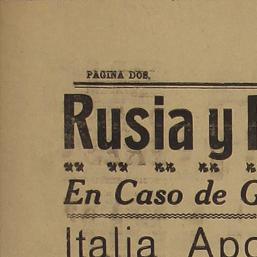 PAGINA DOS.
Rusia y
En Caso de
Italia